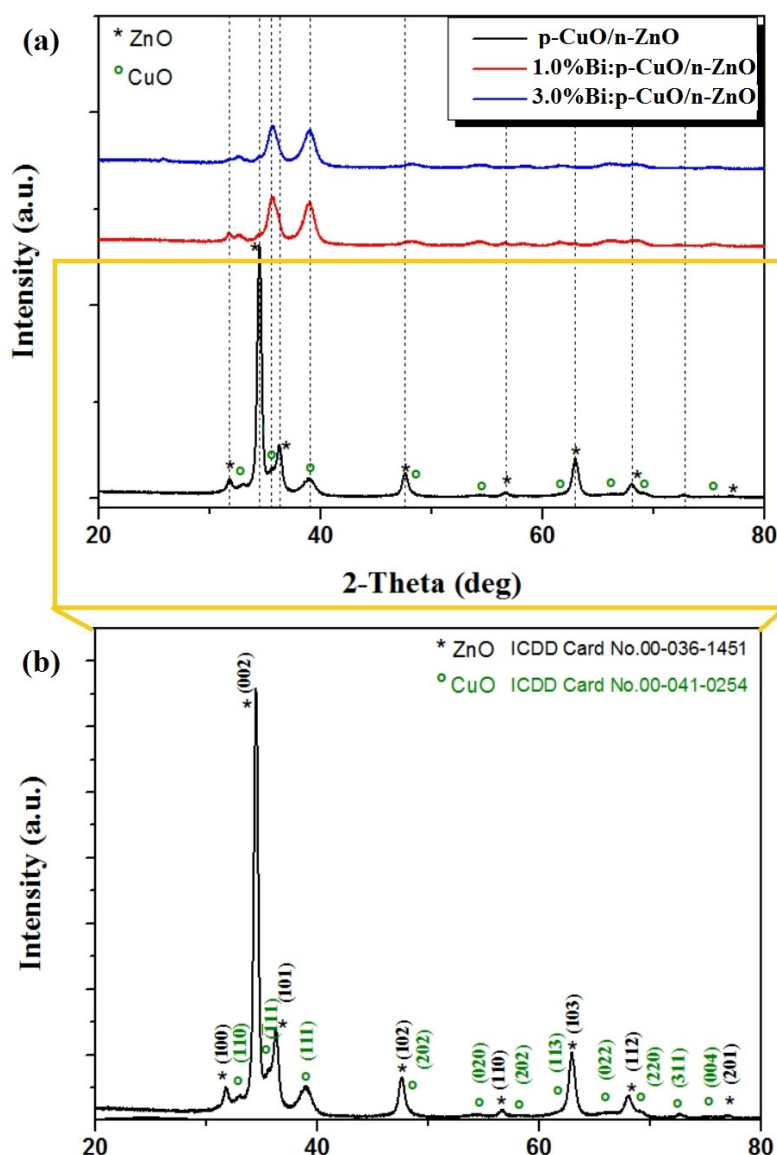 (a)
* ZnO
° CuO
p-CuO/n-ZnO
1.0%Bi:p-CuO/n-ZnO
3.0%Bi:p-CuO/n-ZnO
Intensity (a.u.)
20 40 60 80
2-Theta (deg)
(b)
* ZnO ICDD Card No.00-036-1451
° CuO ICDD Card No.00-041-0254
Intensity (a.u.)
(100)
(110)
(002)
(111)
(101)
(111)
(102)
(202)
(020)
(110)
(202)
(113)
(103)
(022)
(112)
(220)
(311)
(004)
(201)
20 40 60 80